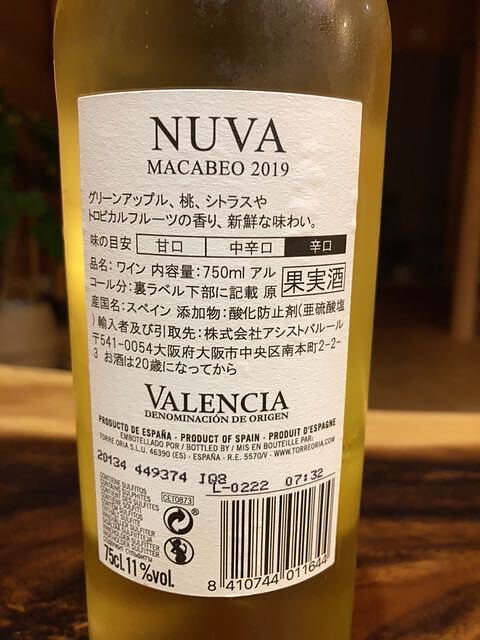 NUVA
MACABEO 2019
グリーンアップル、桃、シトラスや
トロピカルフルーツの香り、新鮮な味わい。
味の目安 甘口 中辛口 辛口
品名:ワイン 内容量:750ml アル
コール分:裏ラベル下部に記載 原 果実酒
産国名:スペイン 添加物:酸化防止剤(亜硫酸塩
)輸入者及び引取先:株式会社アシストバルール
〒541-0054大阪府大阪市中央区南本町2-2-
3 お酒は20歳になってから
VALENCIA
DENOMINACIÓN DE ORIGEN
PRODUCTO DE ESPAÑA · PRODUCT OF SPAIN · PRODUIT D'ESPAGNE
EMBOTELLADO POR / BOTTLED BY / MIS EN BOUTEILLE PAR:
TORRE ORIA S.L.U. 46390 (ES) · ESPAÑA · R.E. 5570/V · WWW.TORREORIA.COM
20134 449374 IQ8 L-0222 07:32
CONTIENE SULFITOS
CET0873
75cl. 11%vol.
8 410744 011644